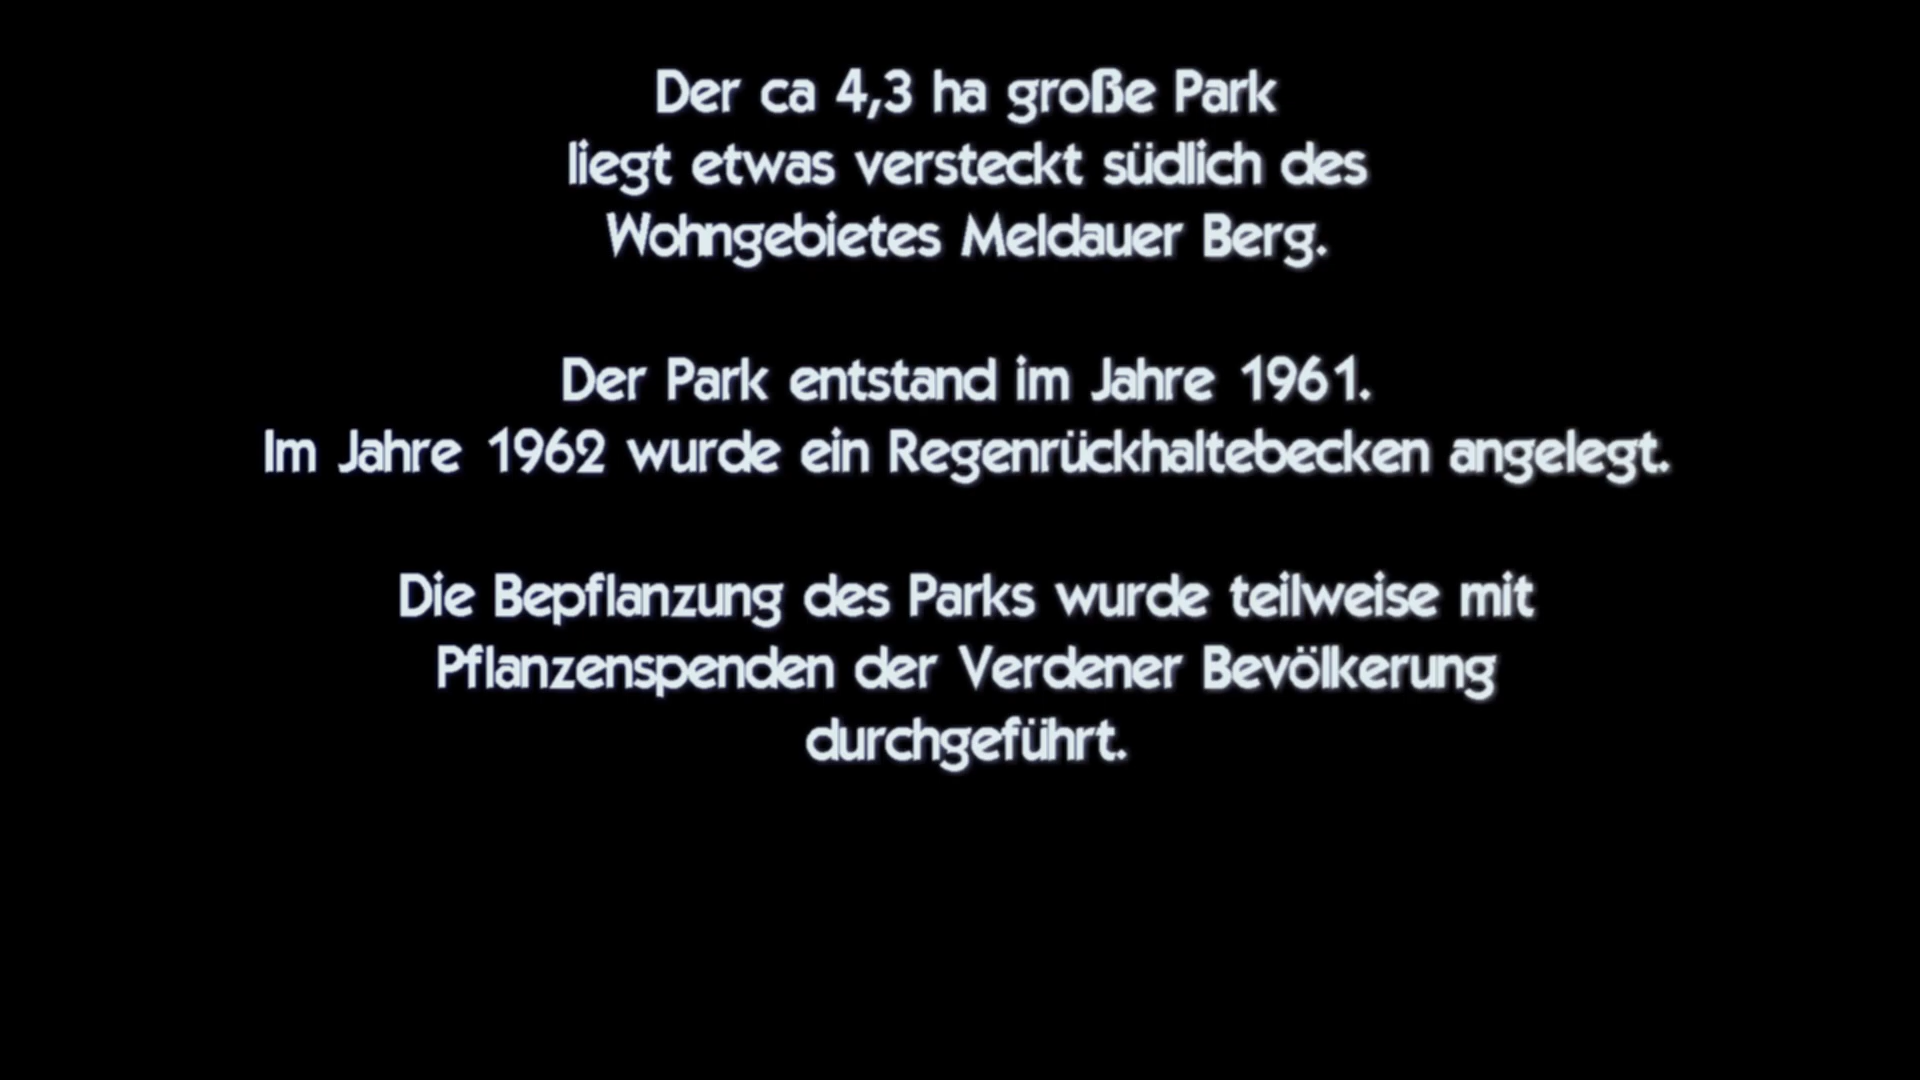 Der ca 4,3 ha große Park
liegt etwas versteckt südlich des
Wohngebietes Meldauer Berg.
Der Park entstand im Jahre 1961.
Im Jahre 1962 wurde ein Regenrückhaltebecken angelegt.
Die Bepflanzung des Parks wurde teilweise mit
Pflanzenspenden der Verdener Bevölkerung
durchgeführt.